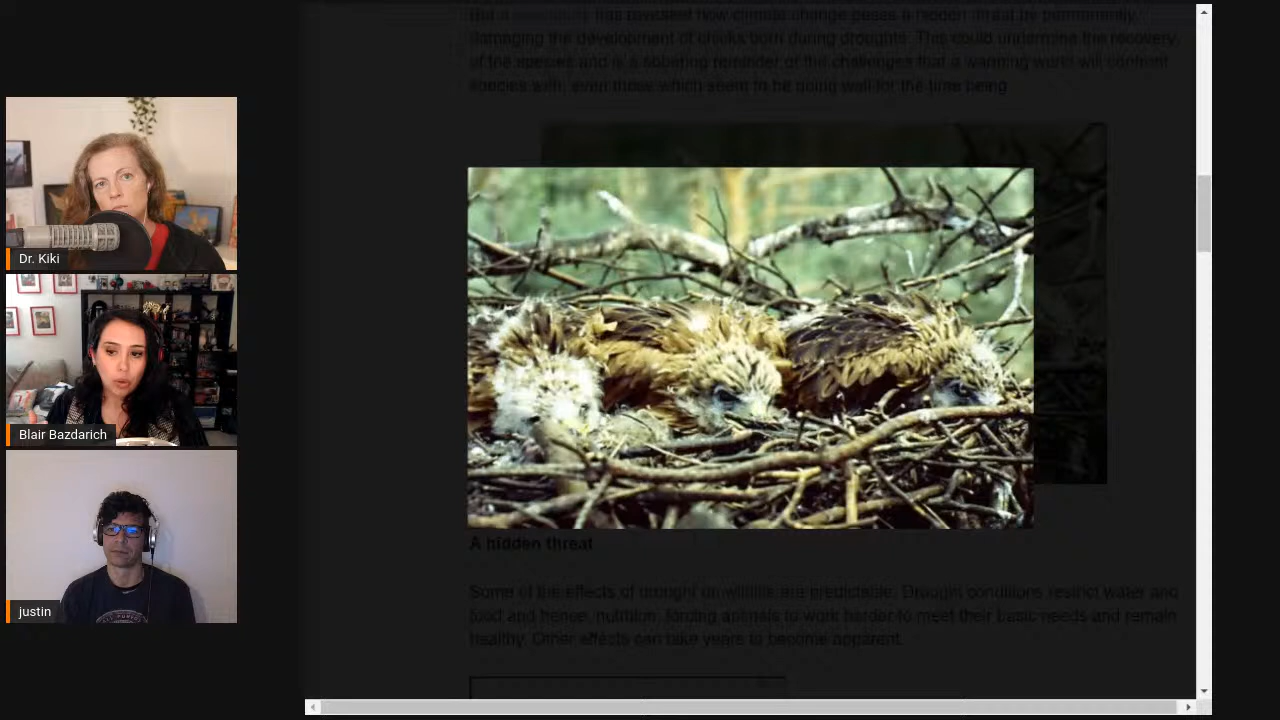 But a new study has revealed how climate change poses a hidden threat by permanently
damaging the development of chicks born during droughts. This could undermine the recovery
of the species and is a sobering reminder of the challenges that a warming world will confront
species with, even those which seem to be doing well for the time being.
Dr. Kiki
Blair Bazdarich
justin
A hidden threat
Some of the effects of drought on wildlife are predictable. Drought conditions restrict water and
food and hence, nutrition, forcing animals to work harder to meet their basic needs and remain
healthy. Other effects can take years to become apparent.